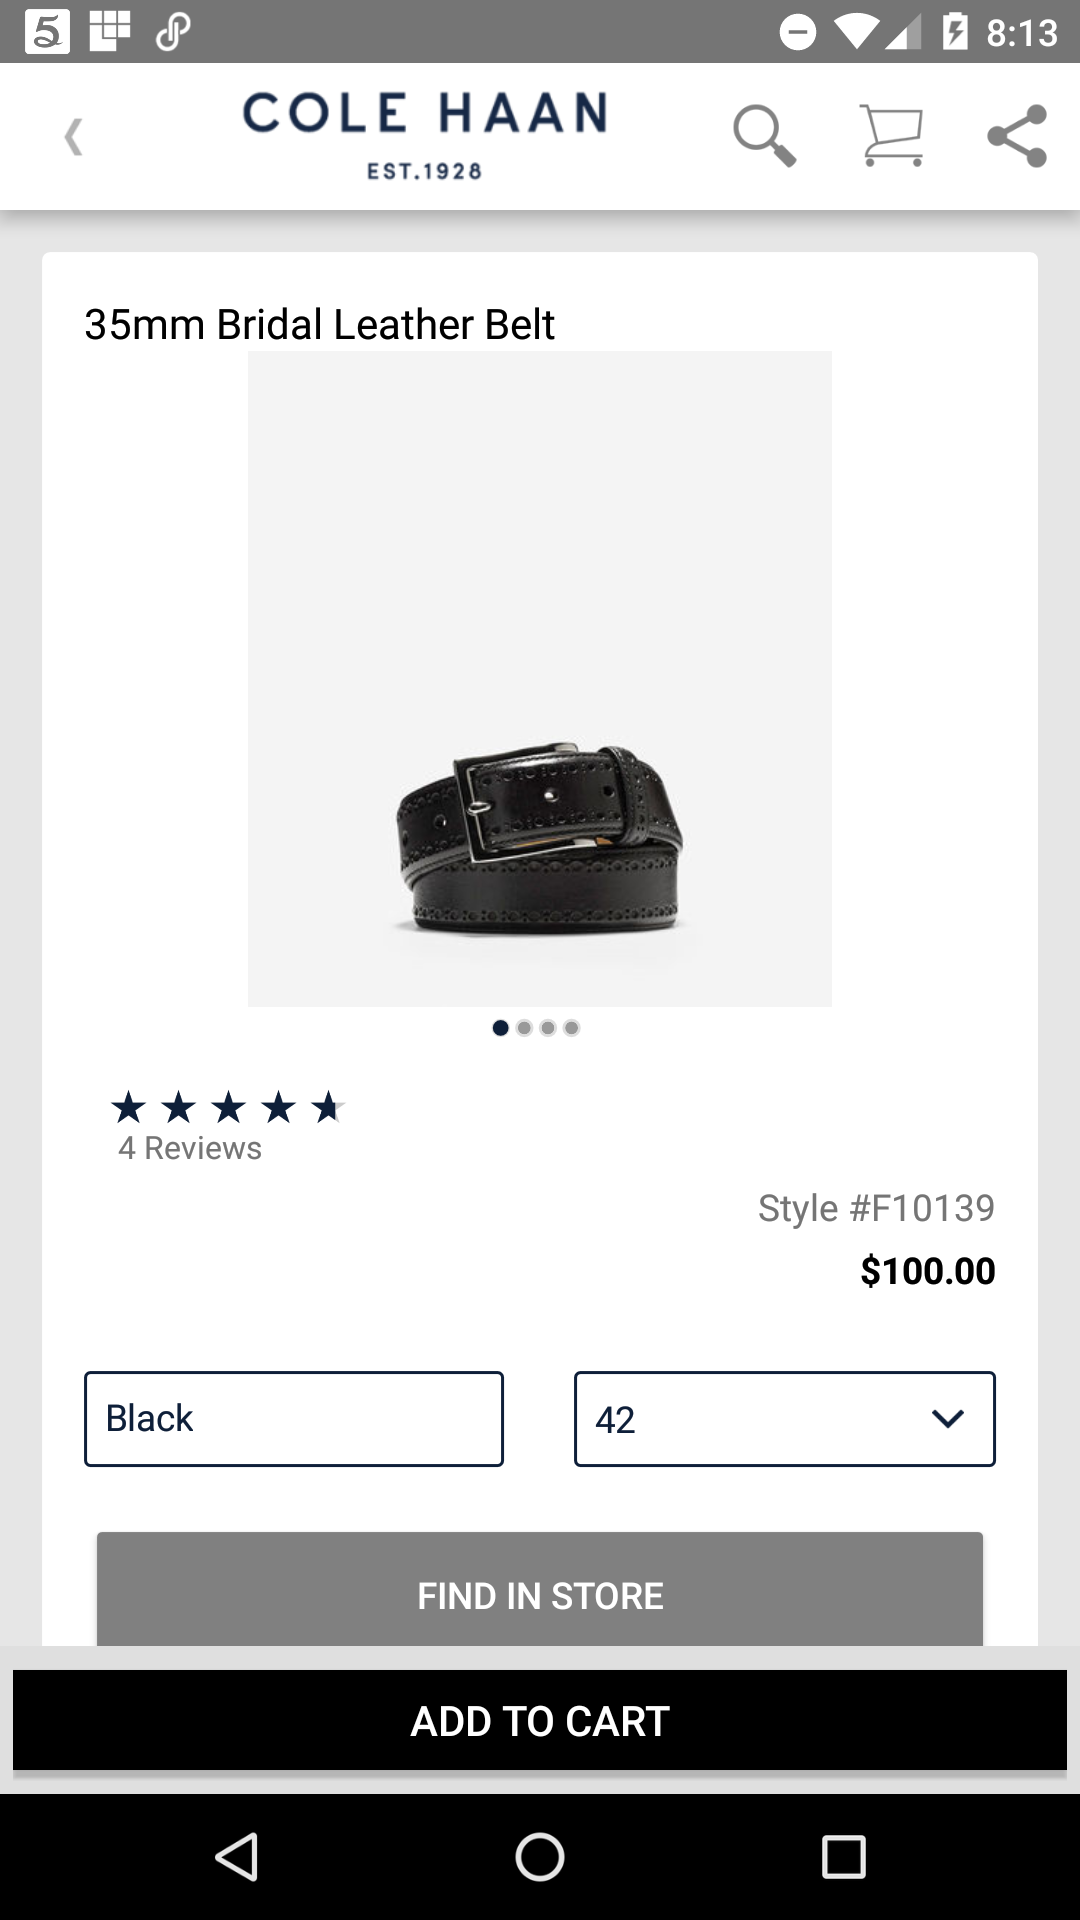 5
8:13
COLE HAAN
EST.1928
35mm Bridal Leather Belt
4 Reviews
Style #F10139
$100.00
Black
42
FIND IN STORE
ADD TO CART